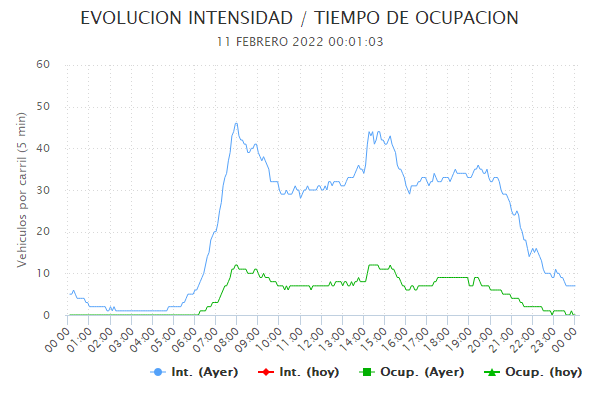 EVOLUCION INTENSIDAD / TIEMPO DE OCUPACION
11 FEBRERO 2022 00:01:03
Vehiculos por carril (5 min)
60
50
40
30
20
10
0
00:00 01:00 02:00 03:00 04:00 05:00 06:00 07:00 08:00 09:00 10:00 11:00 12:00 13:00 14:00 15:00 16:00 17:00 18:00 19:00 20:00 21:00 22:00 23:00 00:00
Int. (Ayer) Int. (hoy) Ocup. (Ayer) Ocup. (hoy)